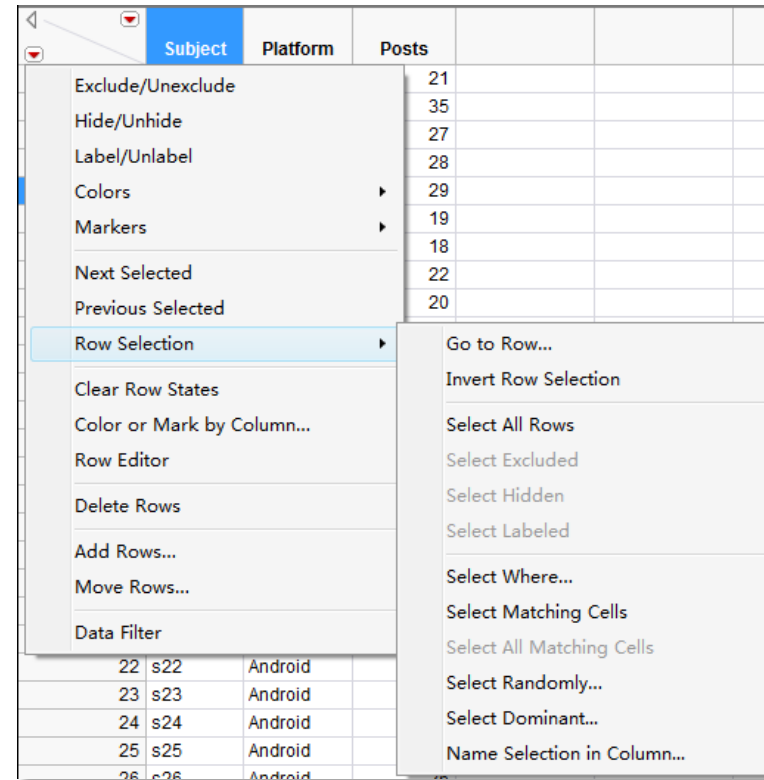 Subject Platform Posts
21
35
27
28
29
19
18
22
20
Exclude/Unexclude
Hide/Unhide
Label/Unlabel
Colors
Markers
Next Selected
Previous Selected
Row Selection
Clear Row States
Color or Mark by Column...
Row Editor
Delete Rows
Add Rows...
Move Rows...
Data Filter
Go to Row...
Invert Row Selection
Select All Rows
Select Excluded
Select Hidden
Select Labeled
Select Where...
Select Matching Cells
Select All Matching Cells
Select Randomly...
Select Dominant...
Name Selection in Column...
22 s22 Android
23 s23 Android
24 s24 Android
25 s25 Android
26 s26 Android